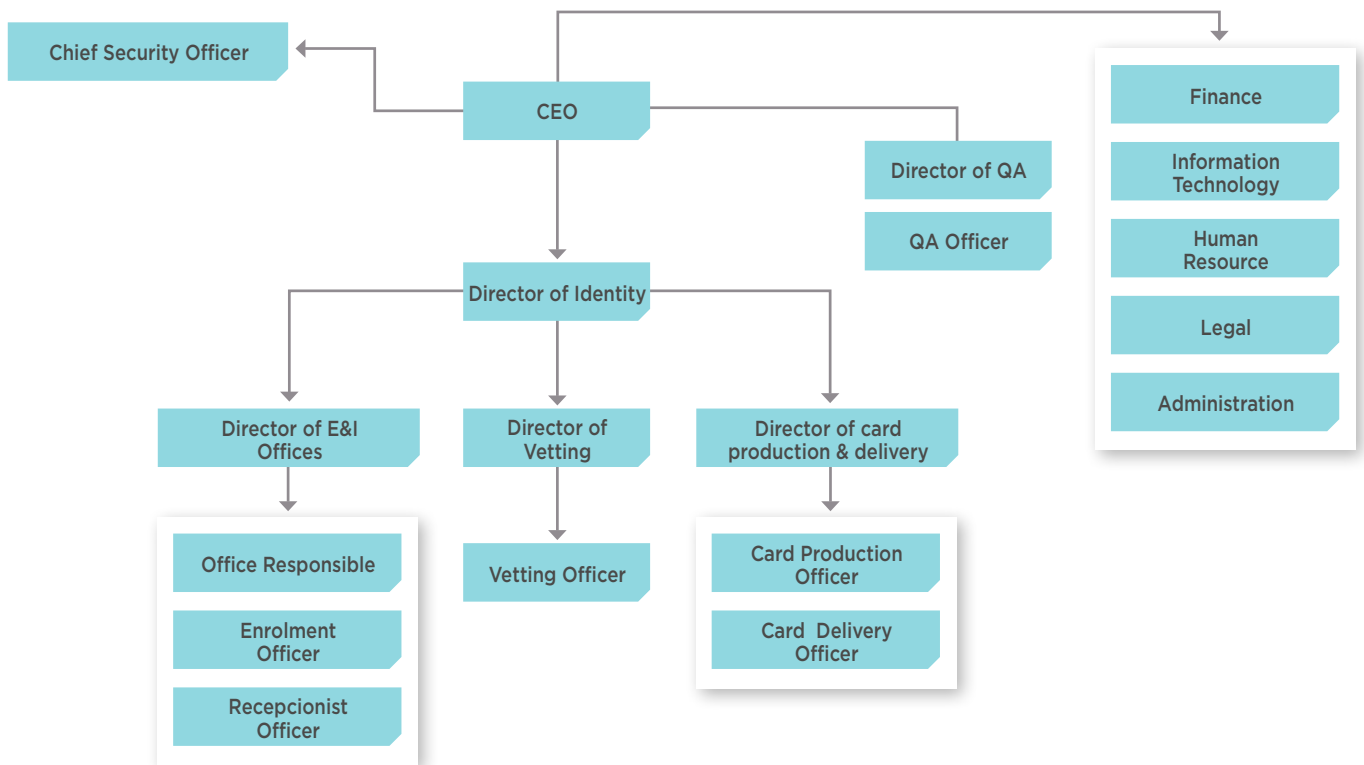 Chief Security Officer
CEO
Director of QA
QA Officer
Finance
Information
Technology
Human
Resource
Legal
Administration
Director of Identity
Director of E&I
Offices
Director of
Vetting
Director of card
production & delivery
Office Responsible
Enrolment
Officer
Recepcionist
Officer
Vetting Officer
Card Production
Officer
Card Delivery
Officer